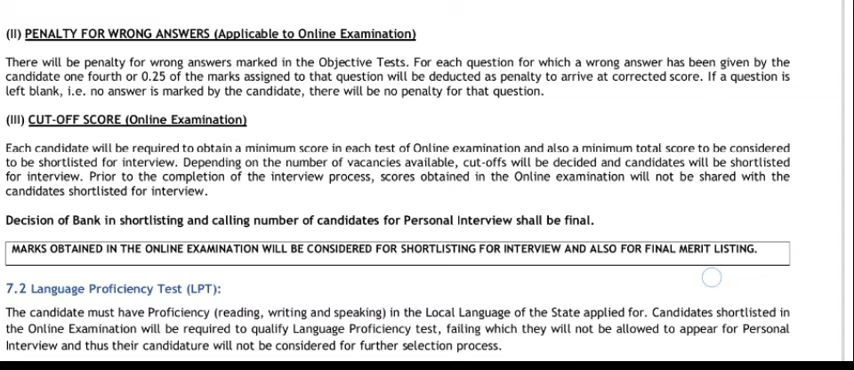 (II) PENALTY FOR WRONG ANSWERS (Applicable to Online Examination)
There will be penalty for wrong answers marked in the Objective Tests. For each question for which a wrong answer has been given by the
candidate one fourth or 0.25 of the marks assigned to that question will be deducted as penalty to arrive at corrected score. If a question is
left blank, i.e. no answer is marked by the candidate, there will be no penalty for that question.
(III) CUT-OFF SCORE (Online Examination)
Each candidate will be required to obtain a minimum score in each test of Online examination and also a minimum total score to be considered
to be shortlisted for interview. Depending on the number of vacancies available, cut-offs will be decided and candidates will be shortlisted
for interview. Prior to the completion of the interview process, scores obtained in the Online examination will not be shared with the
candidates shortlisted for interview.
Decision of Bank in shortlisting and calling number of candidates for Personal Interview shall be final.
MARKS OBTAINED IN THE ONLINE EXAMINATION WILL BE CONSIDERED FOR SHORTLISTING FOR INTERVIEW AND ALSO FOR FINAL MERIT LISTING.
7.2 Language Proficiency Test (LPT):
The candidate must have Proficiency (reading, writing and speaking) in the Local Language of the State applied for. Candidates shortlisted in
the Online Examination will be required to qualify Language Proficiency test, failing which they will not be allowed to appear for Personal
Interview and thus their candidature will not be considered for further selection process.